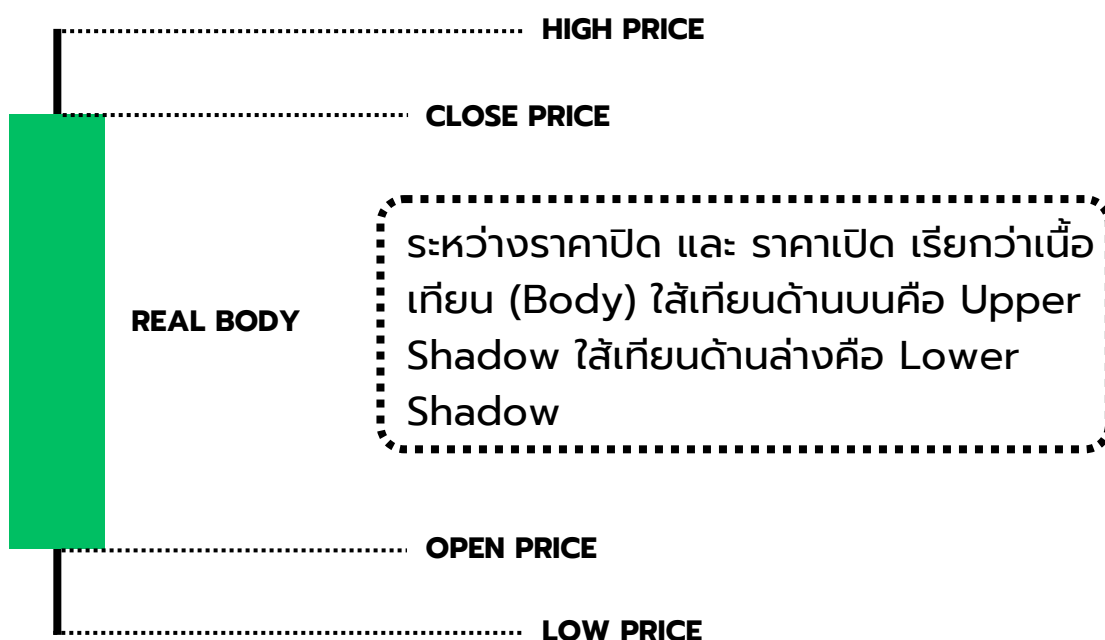 HIGH PRICE
CLOSE PRICE
ระหว่างราคาปิด และ ราคาเปิด เรียกว่าเนื้อ
เทียน (Body) ใส้เทียนด้านบนคือ Upper
REAL BODY
Shadow ใส้เทียนด้านล่างคือ Lower
Shadow
OPEN PRICE
LOW PRICE